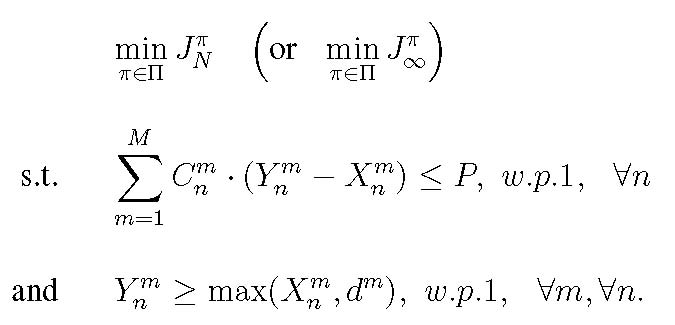 min_{π∈Π} J_N^π (or min_{π∈Π} J_∞^π)
s.t. ∑_{m=1}^{M} C_n^m · (Y_n^m − X_n^m) ≤ P, w.p.1, ∀n
and Y_n^m ≥ max(X_n^m, d^m), w.p.1, ∀m, ∀n.